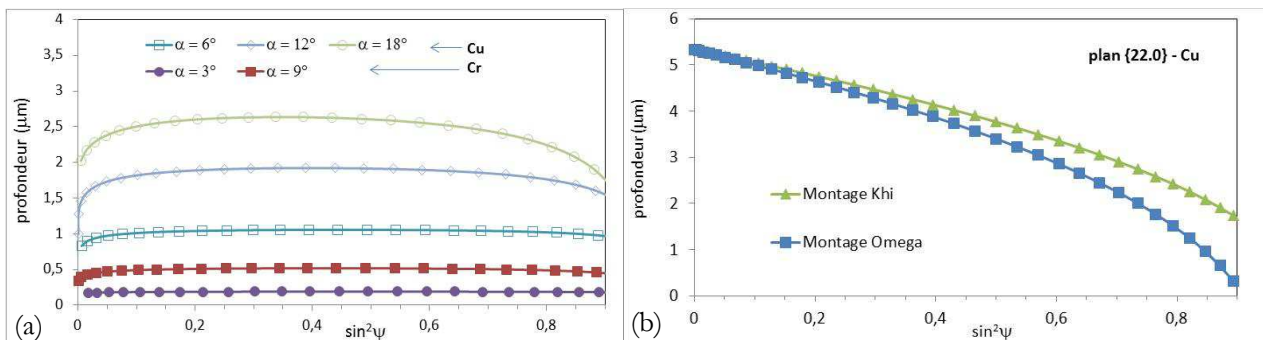 4
3,5
3
2,5
2
1,5
1
0,5
0
profondeur (µm)
α = 6° α = 12° α = 18° Cu
α = 3° α = 9° Cr
0 0,2 0,4 0,6 0,8
sin²ψ
(a)
6
5
4
3
2
1
0
profondeur (µm)
plan {22.0} - Cu
Montage Khi
Montage Omega
0 0,2 0,4 0,6 0,8
sin²ψ
(b)